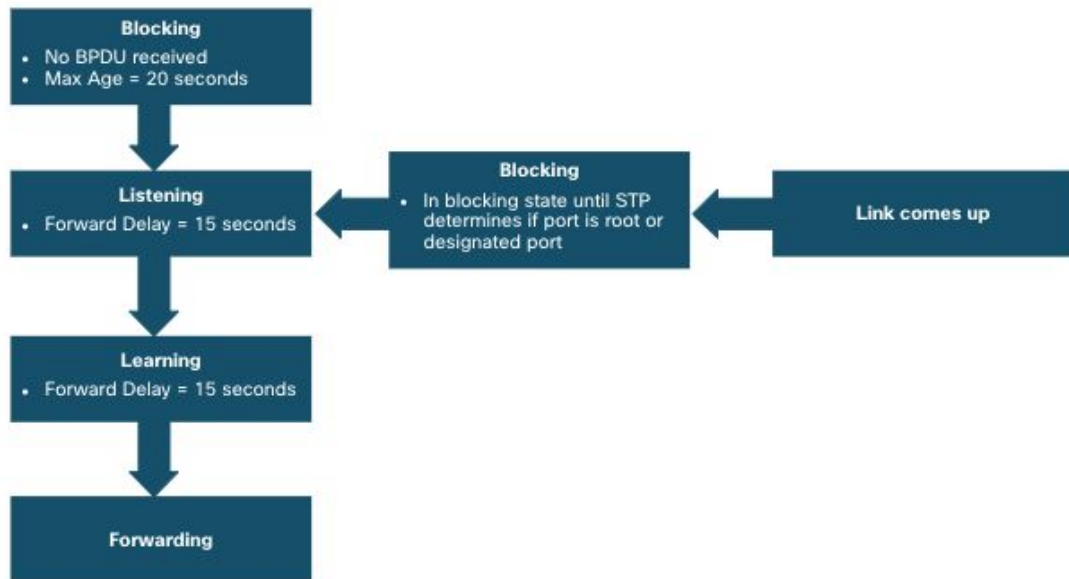 Blocking
• No BPDU received
• Max Age = 20 seconds
Listening
• Forward Delay = 15 seconds
Blocking
• In blocking state until STP
determines if port is root or
designated port
Link comes up
Learning
• Forward Delay = 15 seconds
Forwarding